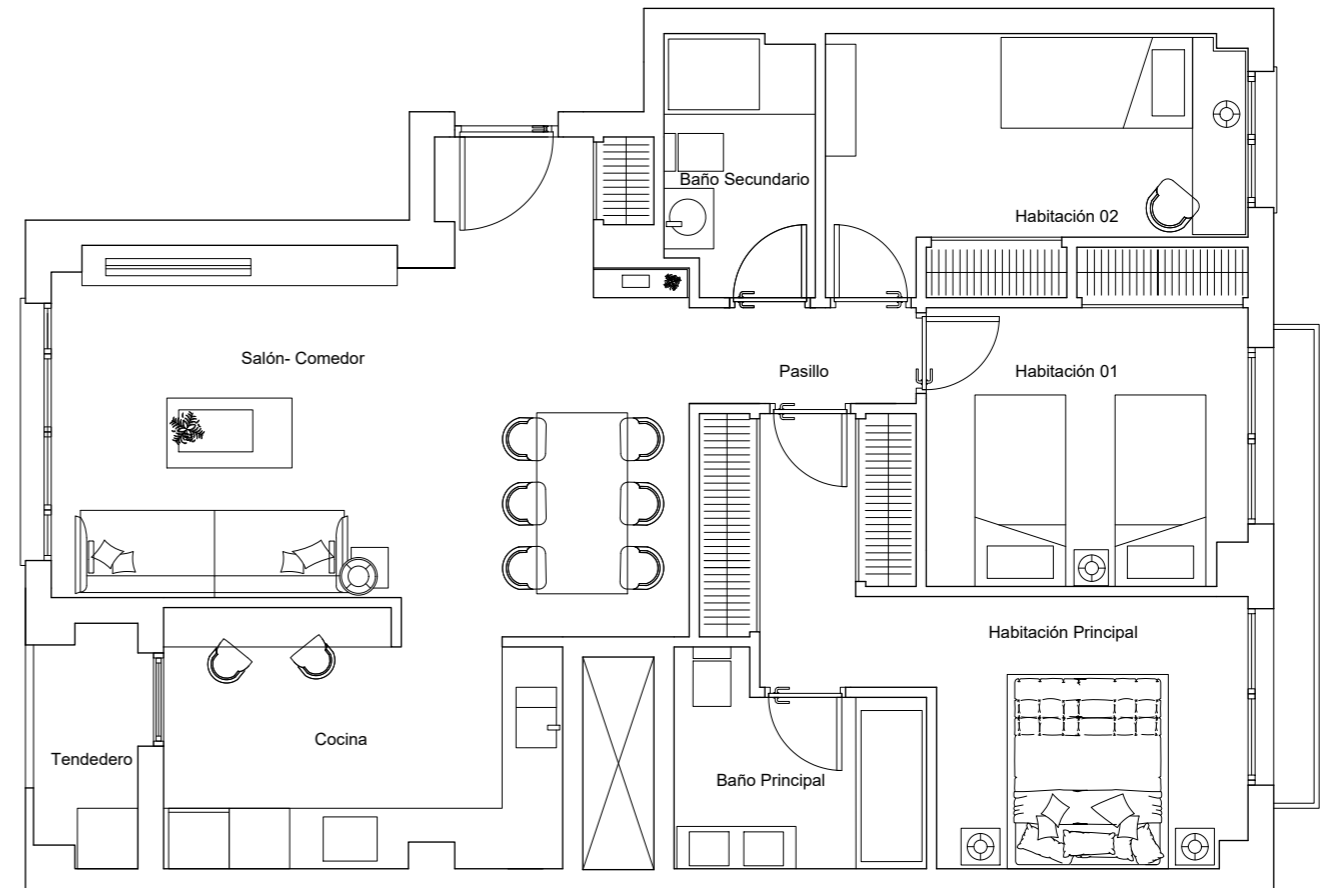 Baño Secundario
Habitación 02
Salón- Comedor
Pasillo
Habitación 01
Habitación Principal
Cocina
Tendedero
Baño Principal